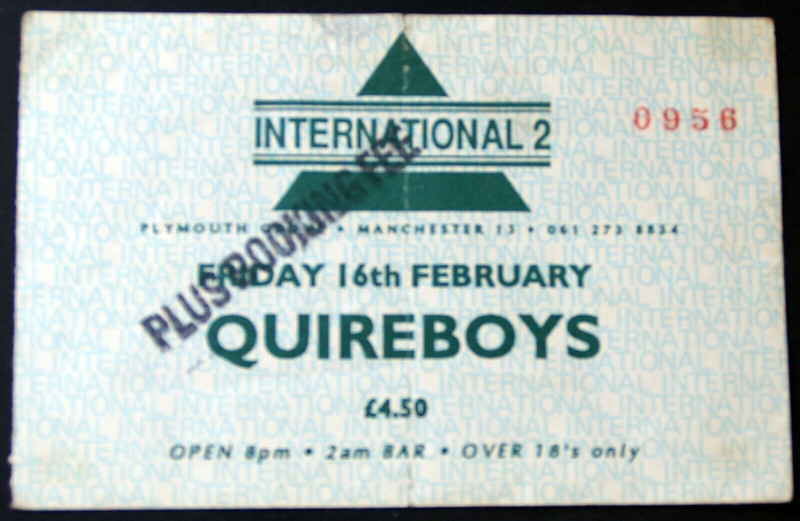 INTERNATIONAL 2
0956
PLYMOUTH GROVE • MANCHESTER 13 • 061 273 8834
PLUS BOOKING FEE
FRIDAY 16th FEBRUARY
QUIREBOYS
£4.50
OPEN 8pm • 2am BAR • OVER 18's only